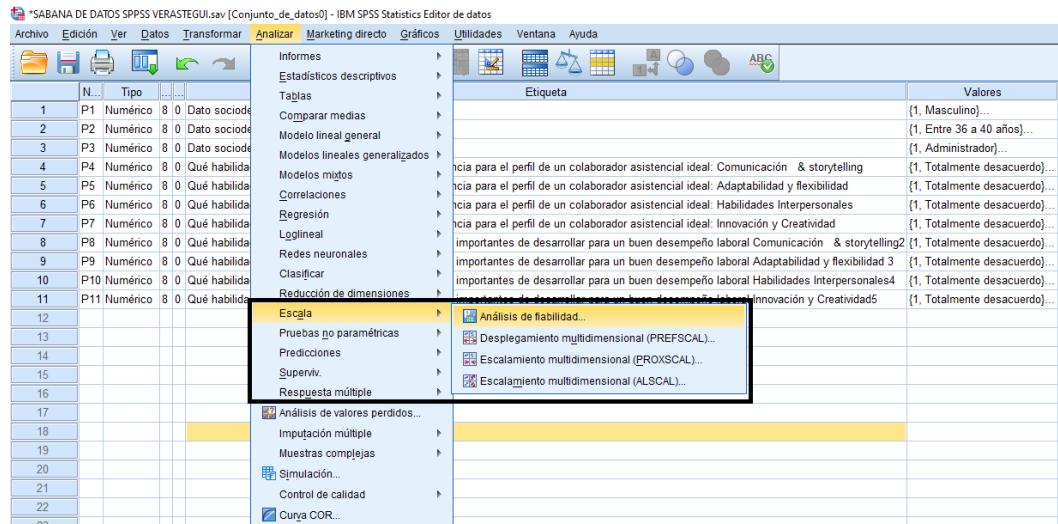 *SABANA DE DATOS SPPSS VERASTEGUI.sav [Conjunto_de_datos0] - IBM SPSS Statistics Editor de datos
Archivo Edición Ver Datos Transformar Analizar Marketing directo Gráficos Utilidades Ventana Ayuda
N... Tipo ... ... Etiqueta Valores
1 P1 Numérico 8 0 Dato sociode {1, Masculino}...
2 P2 Numérico 8 0 Dato sociode {1, Entre 36 a 40 años}...
3 P3 Numérico 8 0 Dato sociode {1, Administrador}...
4 P4 Numérico 8 0 Qué habilida ncia para el perfil de un colaborador asistencial ideal: Comunicación & storytelling {1, Totalmente desacuerdo}...
5 P5 Numérico 8 0 Qué habilida ncia para el perfil de un colaborador asistencial ideal: Adaptabilidad y flexibilidad {1, Totalmente desacuerdo}...
6 P6 Numérico 8 0 Qué habilida ncia para el perfil de un colaborador asistencial ideal: Habilidades Interpersonales {1, Totalmente desacuerdo}...
7 P7 Numérico 8 0 Qué habilida ncia para el perfil de un colaborador asistencial ideal: Innovación y Creatividad {1, Totalmente desacuerdo}...
8 P8 Numérico 8 0 Qué habilida importantes de desarrollar para un buen desempeño laboral Comunicación & storytelling2 {1, Totalmente desacuerdo}...
9 P9 Numérico 8 0 Qué habilida importantes de desarrollar para un buen desempeño laboral Adaptabilidad y flexibilidad 3 {1, Totalmente desacuerdo}...
10 P10 Numérico 8 0 Qué habilida importantes de desarrollar para un buen desempeño laboral Habilidades Interpersonales4 {1, Totalmente desacuerdo}...
11 P11 Numérico 8 0 Qué habilida importantes de desarrollar para un buen desempeño laboral Innovación y Creatividad5 {1, Totalmente desacuerdo}...
12
13
14
15
16
17
18
19
20
21
22
Informes
Estadísticos descriptivos
Tablas
Comparar medias
Modelo lineal general
Modelos lineales generalizados
Modelos mixtos
Correlaciones
Regresión
Loglineal
Redes neuronales
Clasificar
Reducción de dimensiones
Escala
Pruebas no paramétricas
Predicciones
Superviv.
Respuesta múltiple
Análisis de valores perdidos...
Imputación múltiple
Muestras complejas
Simulación...
Control de calidad
Curva COR...
Análisis de fiabilidad...
Desplegamiento multidimensional (PREFSCAL)...
Escalamiento multidimensional (PROXSCAL)...
Escalamiento multidimensional (ALSCAL)...